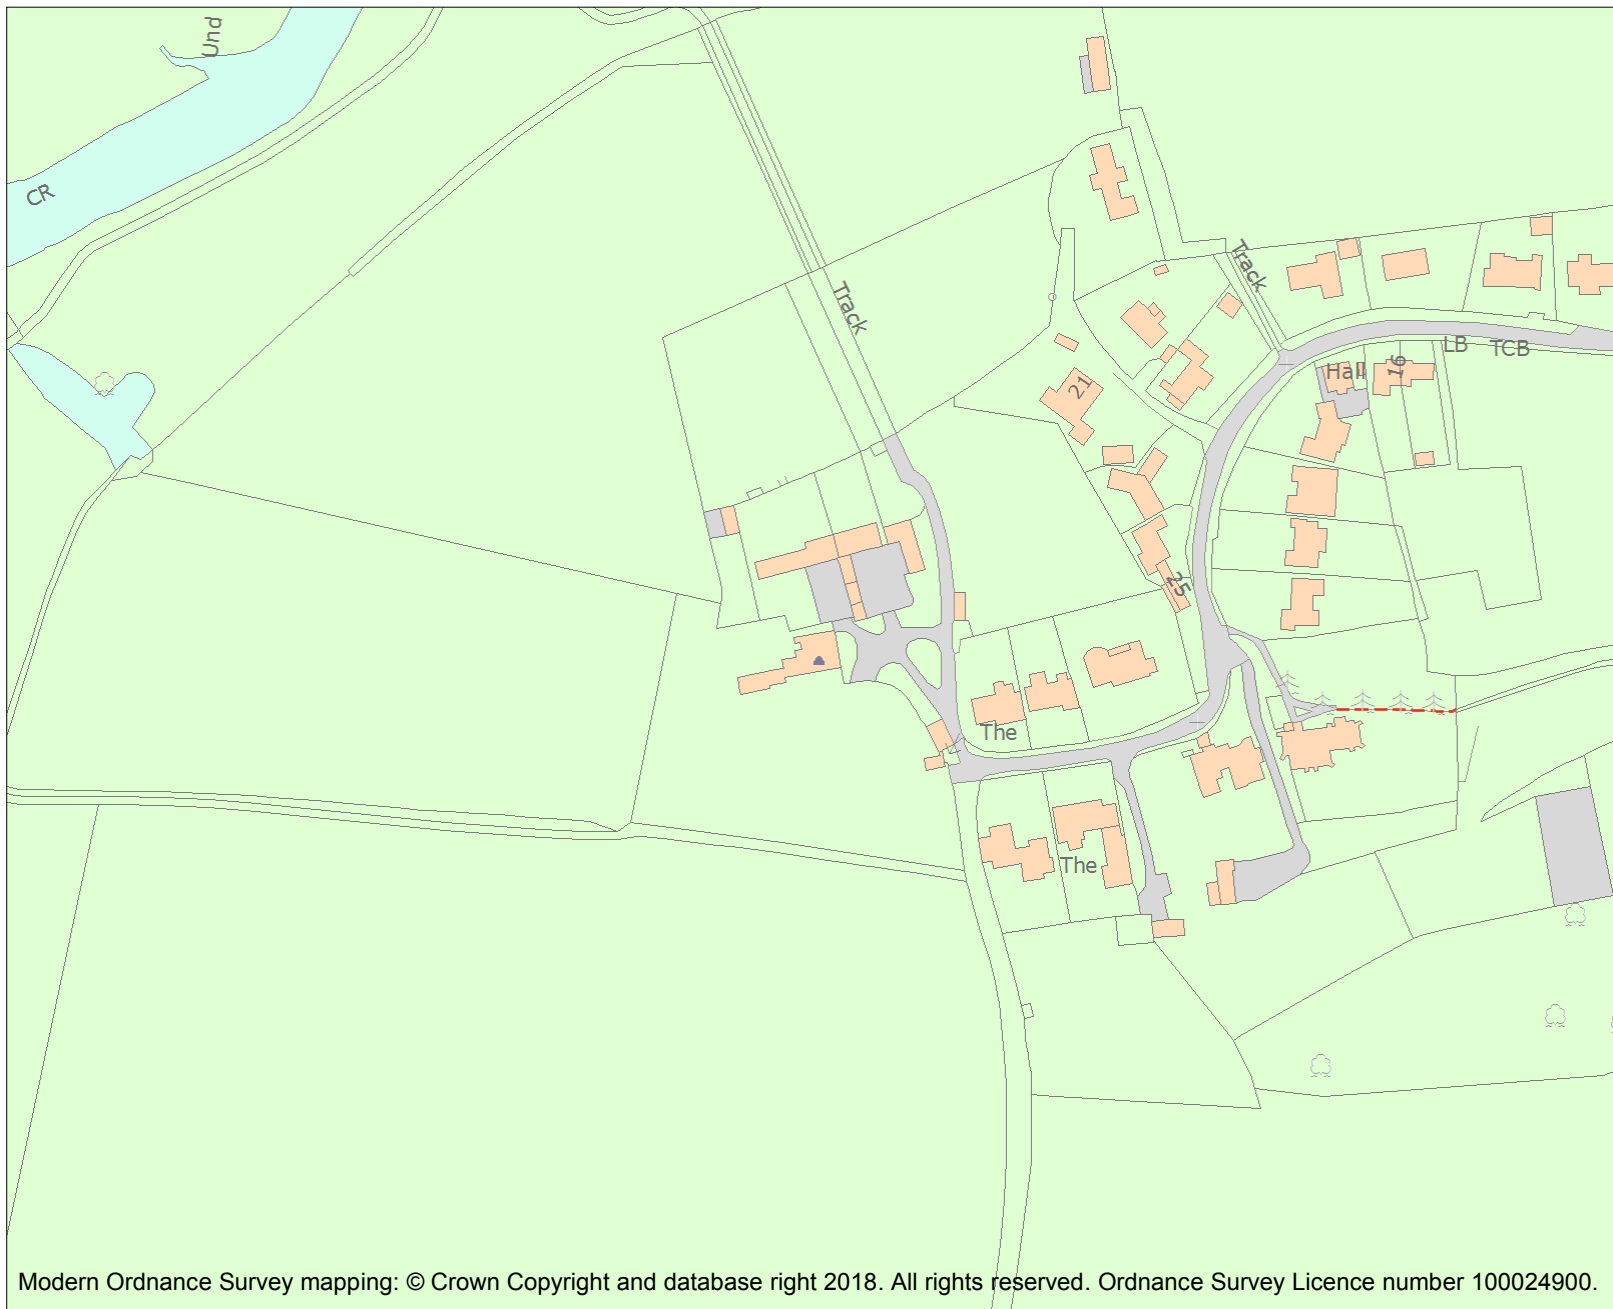 Und
CR
Track
Track
LB
TCB
Hall
16
21
25
The
The
Modern Ordnance Survey mapping: © Crown Copyright and database right 2018. All rights reserved. Ordnance Survey Licence number 100024900.